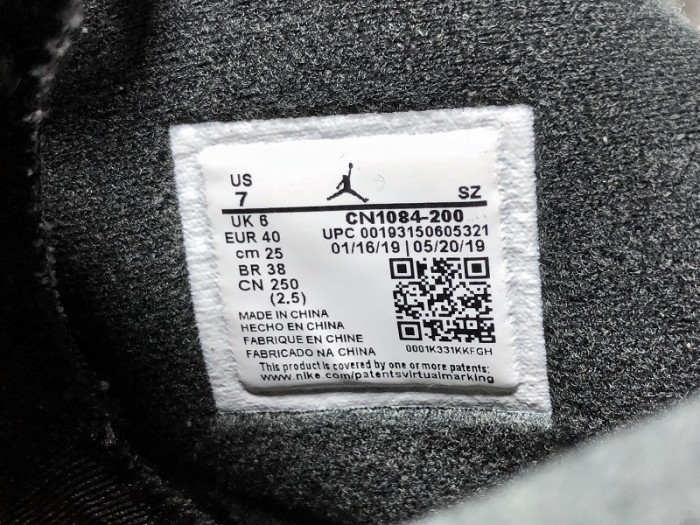 US
7
SZ
UK 6
CN1084-200
EUR 40
UPC 00193150605321
cm 25
01/16/19 | 05/20/19
BR 38
CN 250
(2.5)
MADE IN CHINA
HECHO EN CHINA
FABRIQUE EN CHINE
FABRICADO NA CHINA
0001K331KKFGH
This product is covered by one or more patents:
www.nike.com/patentsvirtualmarking